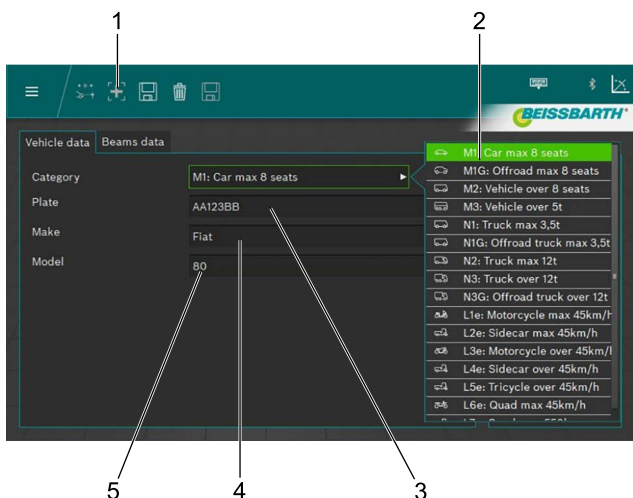 1
2
BEISSBARTH
Vehicle data
Beams data
Category
M1: Car max 8 seats
Plate
AA123BB
Make
Fiat
Model
80
M1: Car max 8 seats
M1G: Offroad max 8 seats
M2: Vehicle over 8 seats
M3: Vehicle over 5t
N1: Truck max 3,5t
N1G: Offroad truck max 3,5t
N2: Truck max 12t
N3: Truck over 12t
N3G: Offroad truck over 12t
L1e: Motorcycle max 45km/h
L2e: Sidecar max 45km/h
L3e: Motorcycle over 45km/
L4e: Sidecar over 45km/h
L5e: Tricycle over 45km/h
L6e: Quad max 45km/h
5
4
3